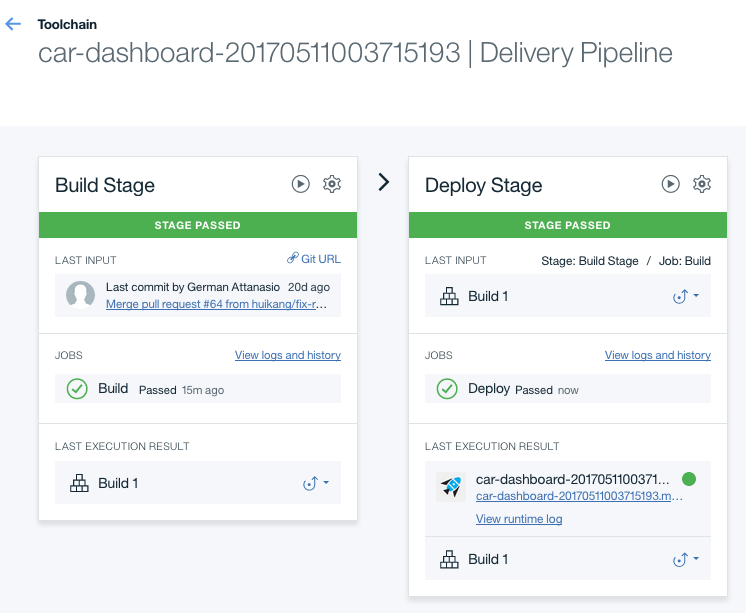 Toolchain
car-dashboard-20170511003715193 | Delivery Pipeline
Build Stage
STAGE PASSED
LAST INPUT
Git URL
Last commit by German Attanasio 20d ago
Merge pull request #64 from huikang/fix-r...
JOBS
View logs and history
Build Passed 15m ago
LAST EXECUTION RESULT
Build 1
Deploy Stage
STAGE PASSED
LAST INPUT
Stage: Build Stage / Job: Build
Build 1
JOBS
View logs and history
Deploy Passed now
LAST EXECUTION RESULT
car-dashboard-2017051100371...
car-dashboard-20170511003715193.m...
View runtime log
Build 1